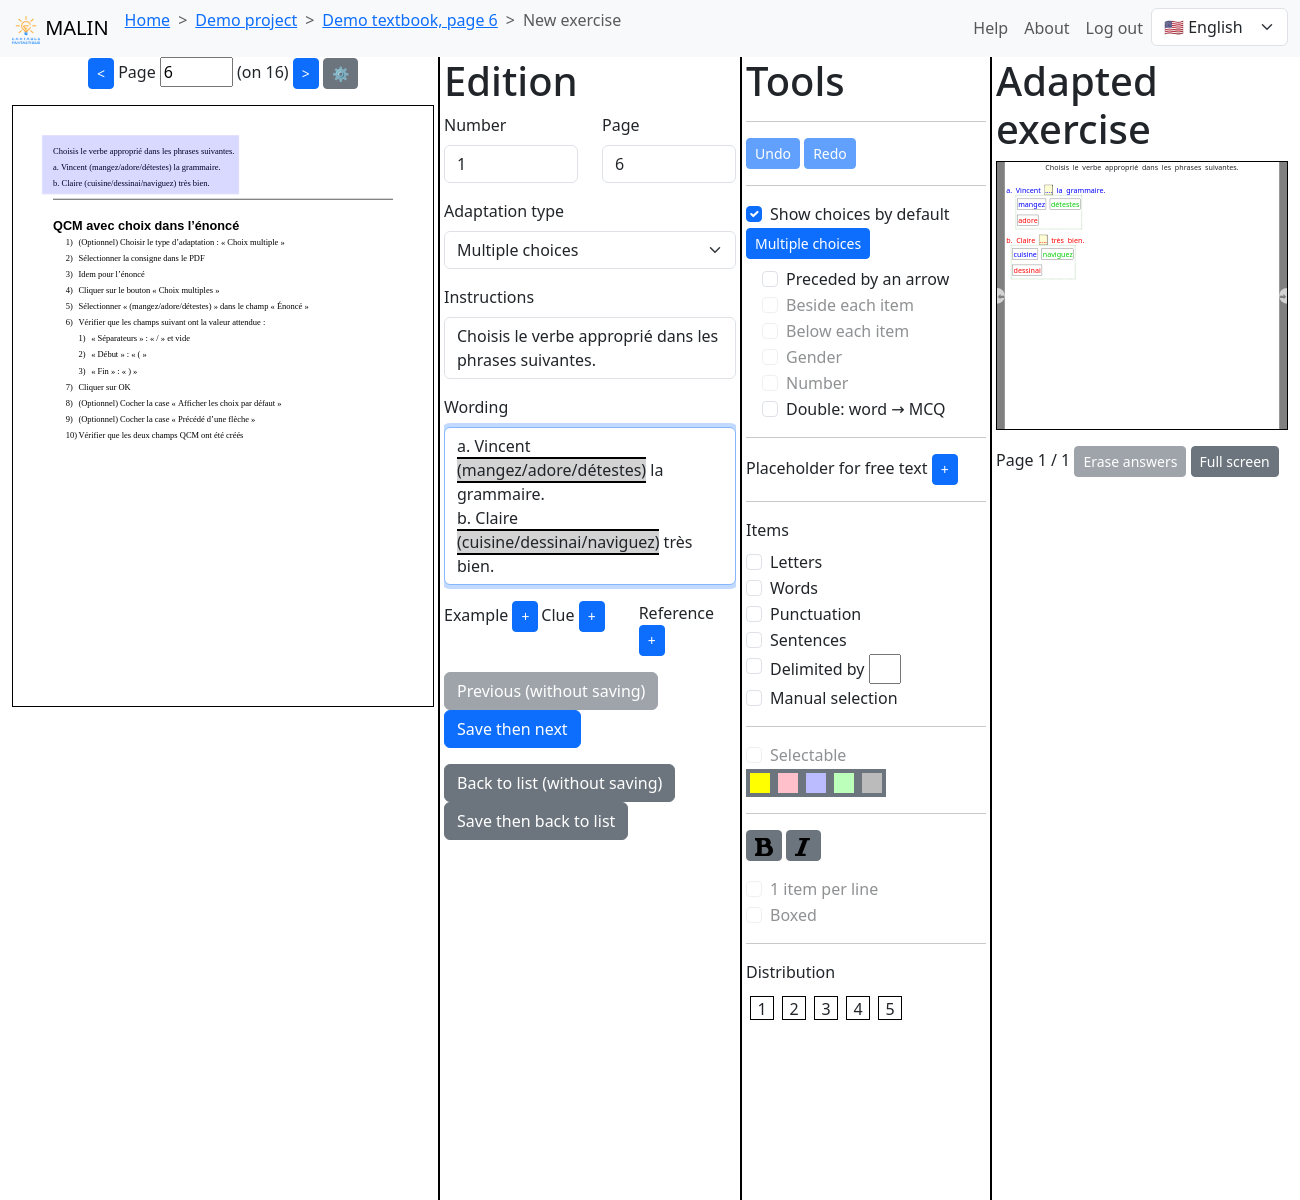 MALIN
Home > Demo project > Demo textbook, page 6 > New exercise
Help About Log out 🇺🇸 English
< Page 6 (on 16) > ⚙️
Choisis le verbe approprié dans les phrases suivantes.
a. Vincent (mangez/adore/détestes) la grammaire.
b. Claire (cuisine/dessinai/naviguez) très bien.
QCM avec choix dans l’énoncé
1) (Optionnel) Choisir le type d’adaptation : « Choix multiple »
2) Sélectionner la consigne dans le PDF
3) Idem pour l’énoncé
4) Cliquer sur le bouton « Choix multiples »
5) Sélectionner « (mangez/adore/détestes) » dans le champ « Énoncé »
6) Vérifier que les champs suivant ont la valeur attendue :
1) « Séparateurs » : « / » et vide
2) « Début » : « ( »
3) « Fin » : « ) »
7) Cliquer sur OK
8) (Optionnel) Cocher la case « Afficher les choix par défaut »
9) (Optionnel) Cocher la case « Précédé d’une flèche »
10) Vérifier que les deux champs QCM ont été créés
Edition
Number Page
1 6
Adaptation type
Multiple choices
Instructions
Choisis le verbe approprié dans les
phrases suivantes.
Wording
a. Vincent
(mangez/adore/détestes) la
grammaire.
b. Claire
(cuisine/dessinai/naviguez) très
bien.
Example + Clue + Reference
+
Previous (without saving)
Save then next
Back to list (without saving)
Save then back to list
Tools
Undo Redo
Show choices by default
Multiple choices
Preceded by an arrow
Beside each item
Below each item
Gender
Number
Double: word → MCQ
Placeholder for free text +
Items
Letters
Words
Punctuation
Sentences
Delimited by
Manual selection
Selectable
B I
1 item per line
Boxed
Distribution
1 2 3 4 5
Adapted
exercise
Choisis le verbe approprié dans les phrases suivantes.
a. Vincent ... la grammaire.
mangez détestes
adore
b. Claire ... très bien.
cuisine naviguez
dessinai
Page 1 / 1 Erase answers Full screen